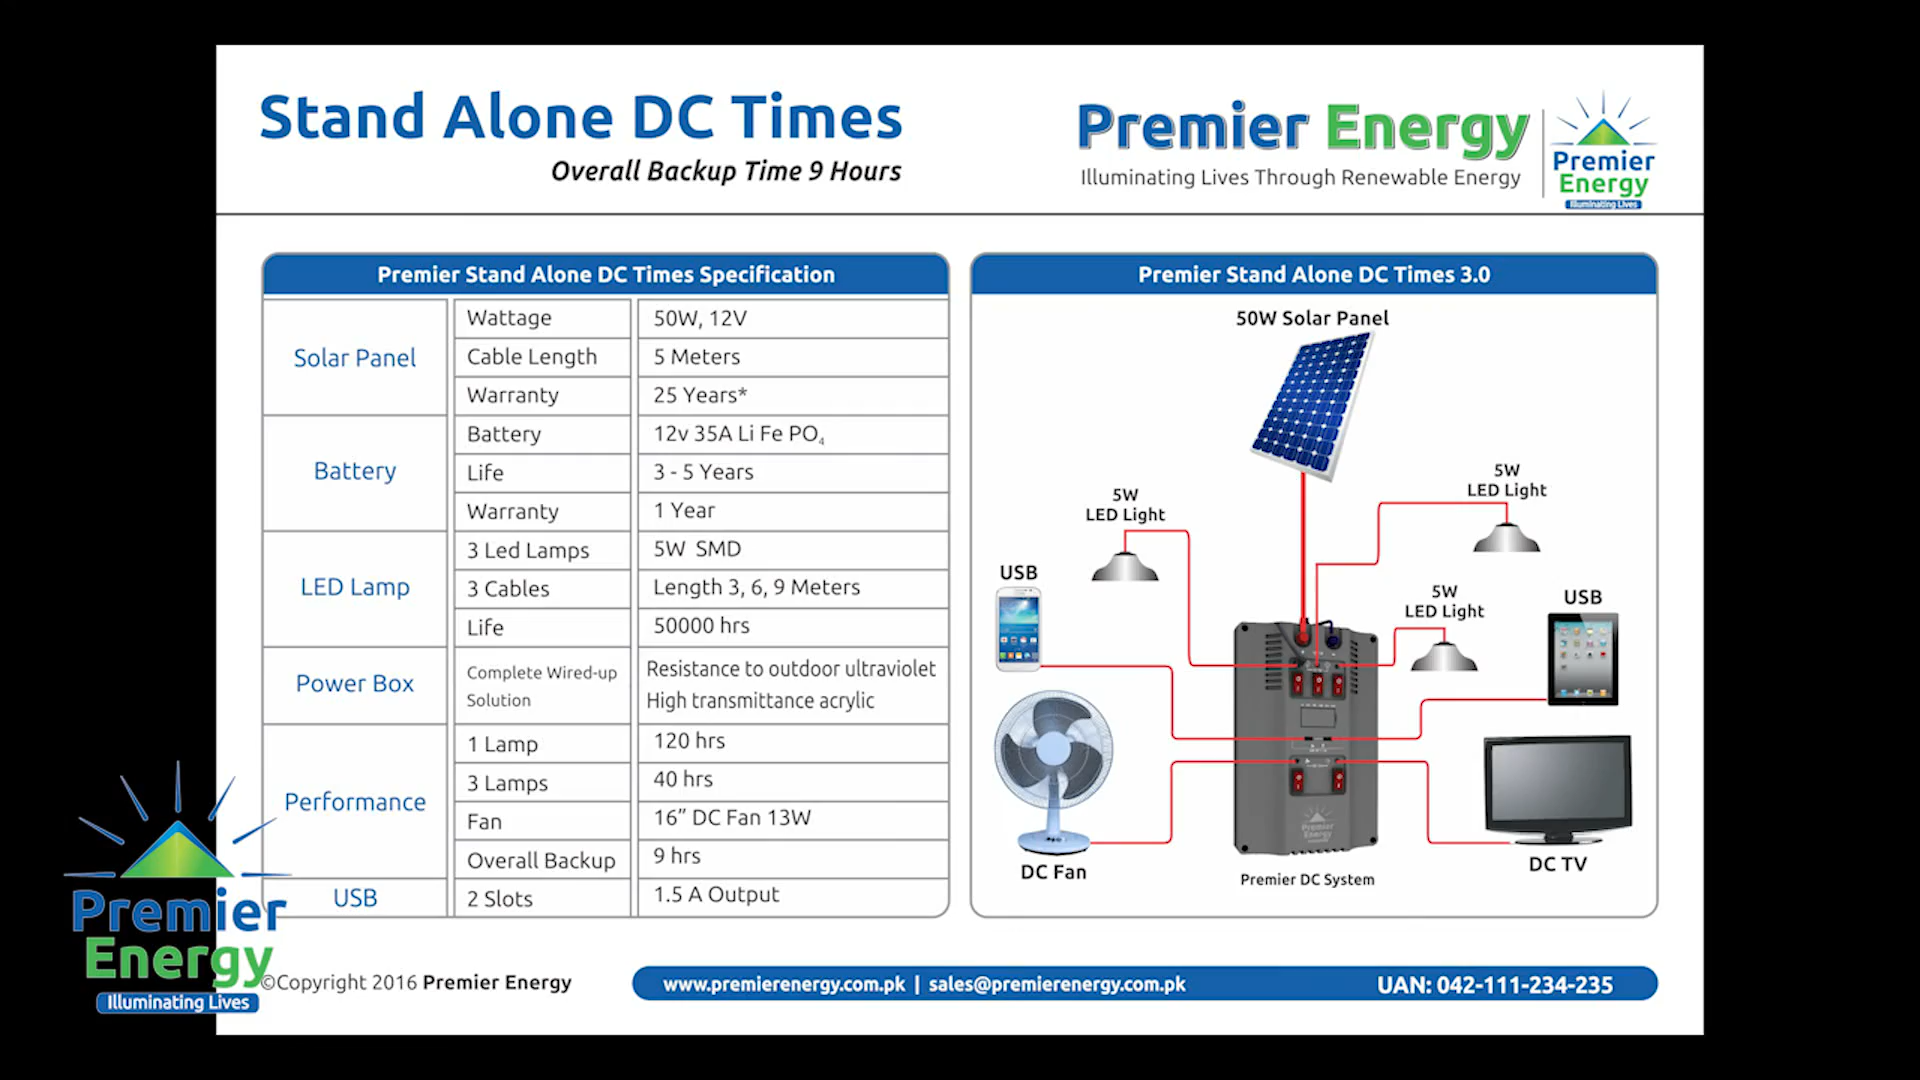 Stand Alone DC Times
Overall Backup Time 9 Hours
Premier Energy
Illuminating Lives Through Renewable Energy
Premier
Energy
Illuminating Lives
Premier Stand Alone DC Times Specification
Solar Panel
Wattage
50W, 12V
Cable Length
5 Meters
Warranty
25 Years*
Battery
Battery
12v 35A Li Fe PO₄
Life
3 - 5 Years
Warranty
1 Year
LED Lamp
3 Led Lamps
5W SMD
3 Cables
Length 3, 6, 9 Meters
Life
50000 hrs
Power Box
Complete Wired-up
Solution
Resistance to outdoor ultraviolet
High transmittance acrylic
Performance
1 Lamp
120 hrs
3 Lamps
40 hrs
Fan
16” DC Fan 13W
Overall Backup
9 hrs
USB
2 Slots
1.5 A Output
Premier Stand Alone DC Times 3.0
50W Solar Panel
5W
LED Light
5W
LED Light
5W
LED Light
USB
USB
DC Fan
Premier
Energy
Premier DC System
DC TV
Premier
Energy
Illuminating Lives
©Copyright 2016 Premier Energy
www.premierenergy.com.pk | sales@premierenergy.com.pk
UAN: 042-111-234-235